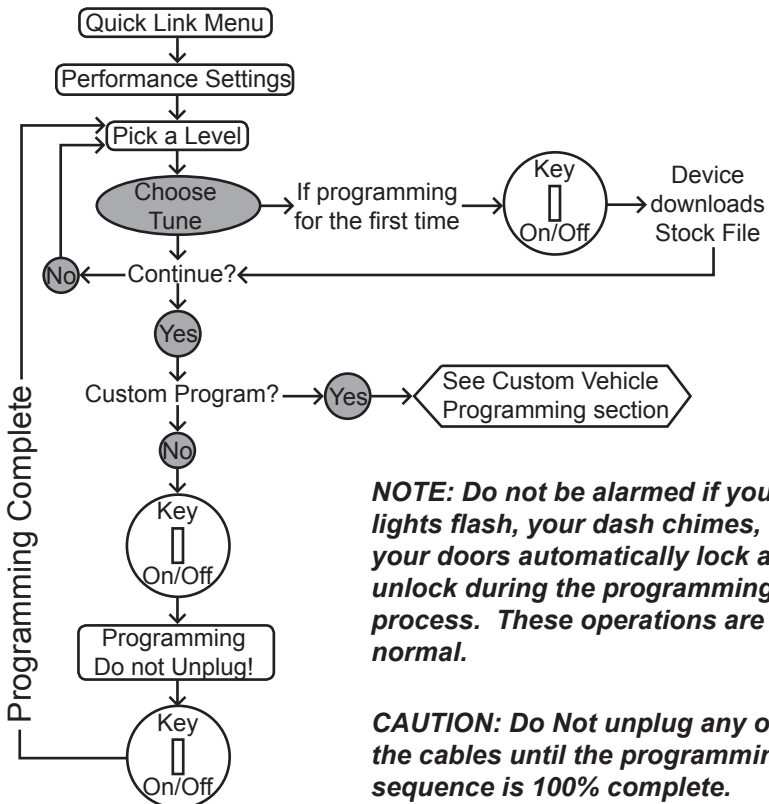 Quick Link Menu
Performance Settings
Pick a Level
Choose
Tune
If programming
for the first time
Key
On/Off
Device
downloads
Stock File
No
Continue?
Yes
Custom Program?
Yes
See Custom Vehicle
Programming section
No
Key
On/Off
Programming
Do not Unplug!
Key
On/Off
Programming Complete
NOTE: Do not be alarmed if you
lights flash, your dash chimes,
your doors automatically lock a
unlock during the programming
process. These operations are
normal.
CAUTION: Do Not unplug any o
the cables until the programmin
sequence is 100% complete.